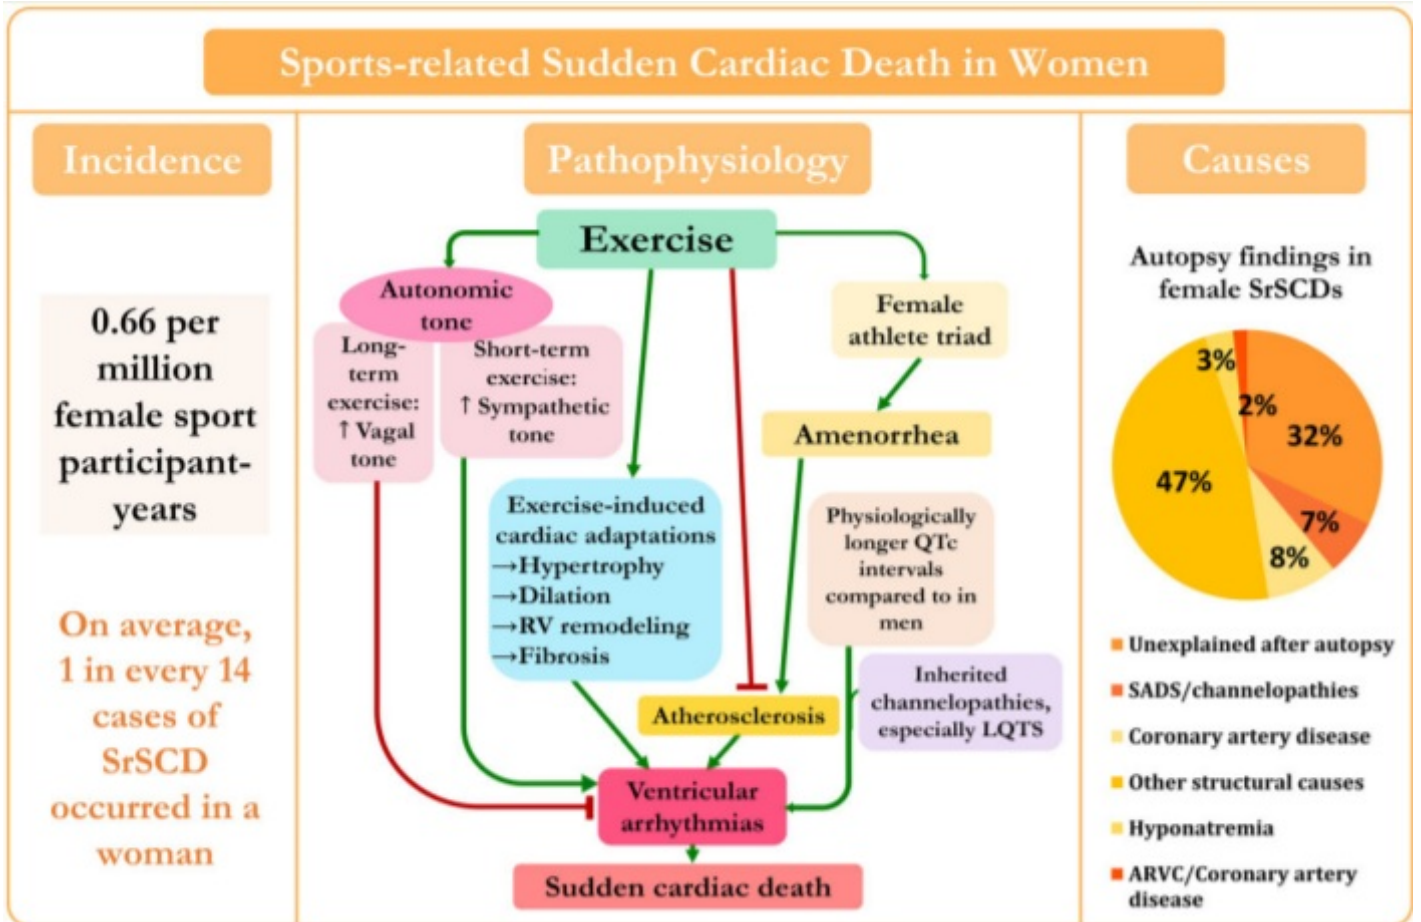 Sports-related Sudden Cardiac Death in Women
Incidence
0.66 per
million
female sport
participant-
years
On average,
1 in every 14
cases of
SrSCD
occurred in a
woman
Pathophysiology
Exercise
Autonomic
tone
Long-
term
exercise:
↑ Vagal
tone
Short-term
exercise:
↑ Sympathetic
tone
Exercise-induced
cardiac adaptations
→Hypertrophy
→Dilation
→RV remodeling
→Fibrosis
Female
athlete triad
Amenorrhea
Physiologically
longer QTc
intervals
compared to in
men
Inherited
channelopathies,
especially LQTS
Atherosclerosis
Ventricular
arrhythmias
Sudden cardiac death
Causes
Autopsy findings in
female SrSCDs
3%
2%
32%
47%
7%
8%
Unexplained after autopsy
SADS/channelopathies
Coronary artery disease
Other structural causes
Hyponatremia
ARVC/Coronary artery
disease